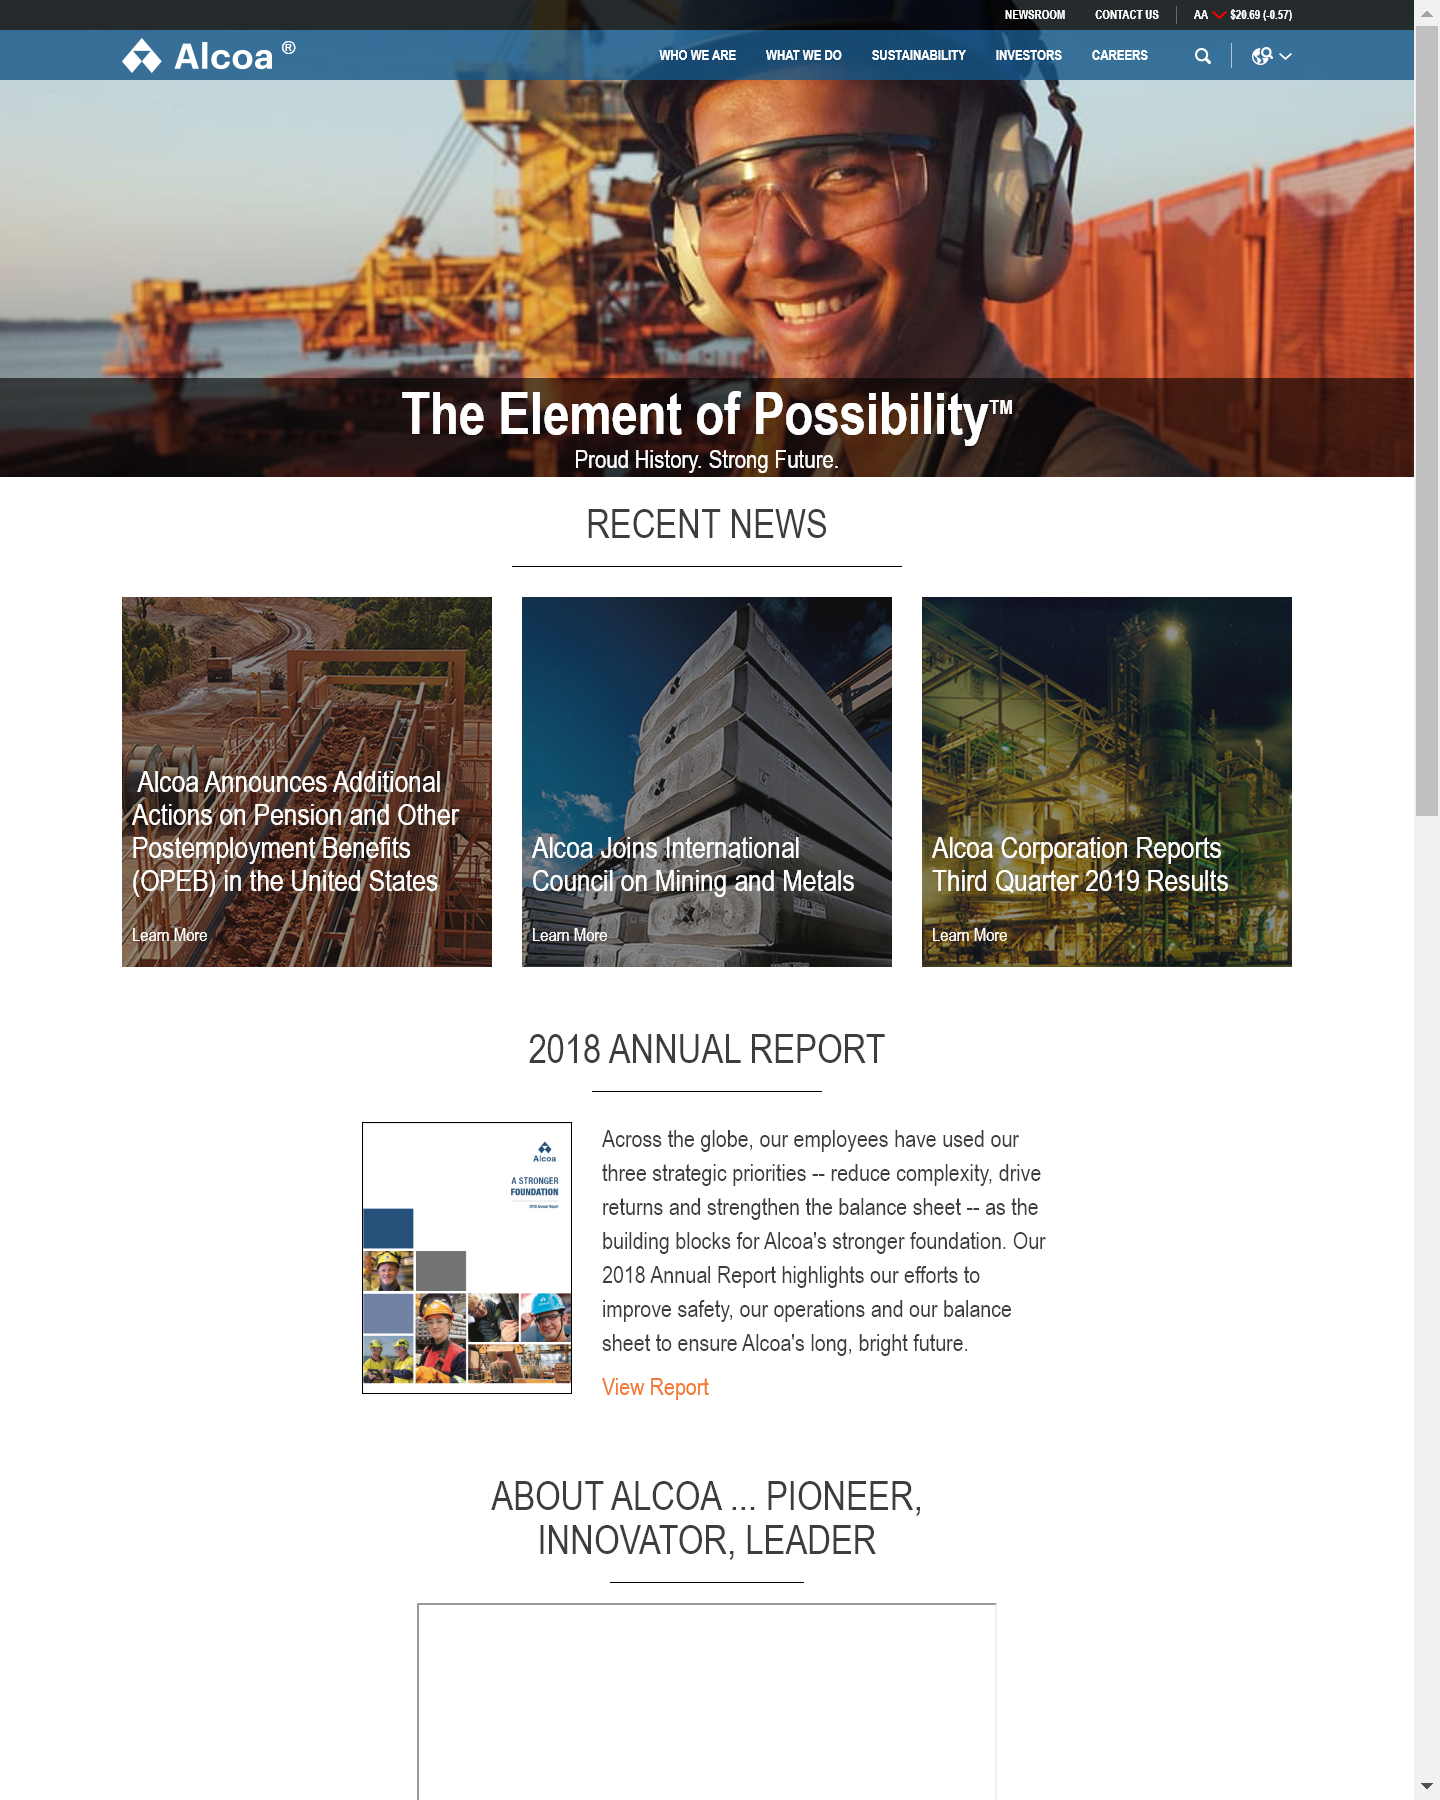 NEWSROOM CONTACT US AA $20.69 (-0.57)
Alcoa ® WHO WE ARE WHAT WE DO SUSTAINABILITY INVESTORS CAREERS
The Element of Possibility™
Proud History. Strong Future.
RECENT NEWS
Alcoa Announces Additional
Actions on Pension and Other
Postemployment Benefits
(OPEB) in the United States
Learn More
Alcoa Joins International
Council on Mining and Metals
Learn More
Alcoa Corporation Reports
Third Quarter 2019 Results
Learn More
2018 ANNUAL REPORT
Alcoa
A STRONGER
FOUNDATION
2018 Annual Report
Across the globe, our employees have used our
three strategic priorities -- reduce complexity, drive
returns and strengthen the balance sheet -- as the
building blocks for Alcoa's stronger foundation. Our
2018 Annual Report highlights our efforts to
improve safety, our operations and our balance
sheet to ensure Alcoa's long, bright future.
View Report
ABOUT ALCOA ... PIONEER,
INNOVATOR, LEADER